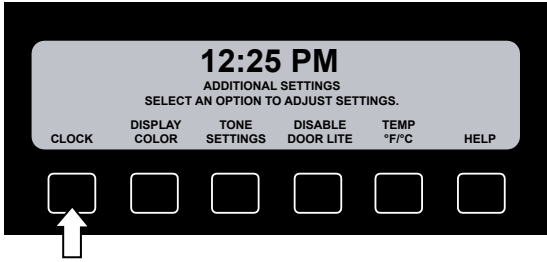 12:25 PM
ADDITIONAL SETTINGS
SELECT AN OPTION TO ADJUST SETTINGS.
CLOCK
DISPLAY COLOR
TONE SETTINGS
DISABLE DOOR LITE
TEMP °F/°C
HELP